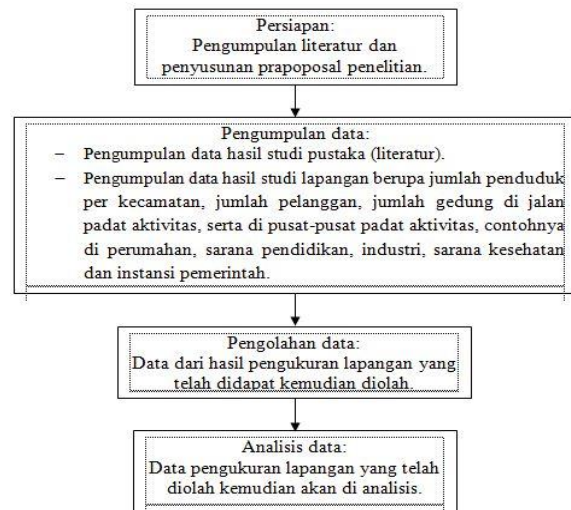 Persiapan:
Pengumpulan literatur dan
penyusunan prapoposal penelitian.
Pengumpulan data:
– Pengumpulan data hasil studi pustaka (literatur).
– Pengumpulan data hasil studi lapangan berupa jumlah penduduk
per kecamatan, jumlah pelanggan, jumlah gedung di jalan
padat aktivitas, serta di pusat-pusat padat aktivitas, contohnya
di perumahan, sarana pendidikan, industri, sarana kesehatan
dan instansi pemerintah.
Pengolahan data:
Data dari hasil pengukuran lapangan yang
telah didapat kemudian diolah.
Analisis data:
Data pengukuran lapangan yang telah
diolah kemudian akan di analisis.